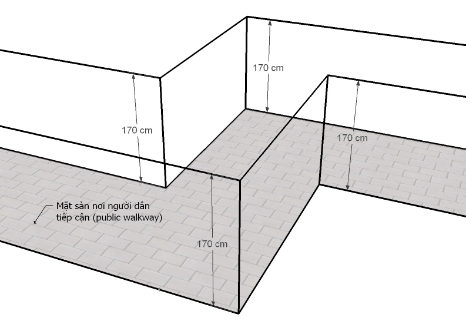 170 cm
170 cm
170 cm
170 cm
Mặt sàn nơi người dân
tiếp cận (public walkway)